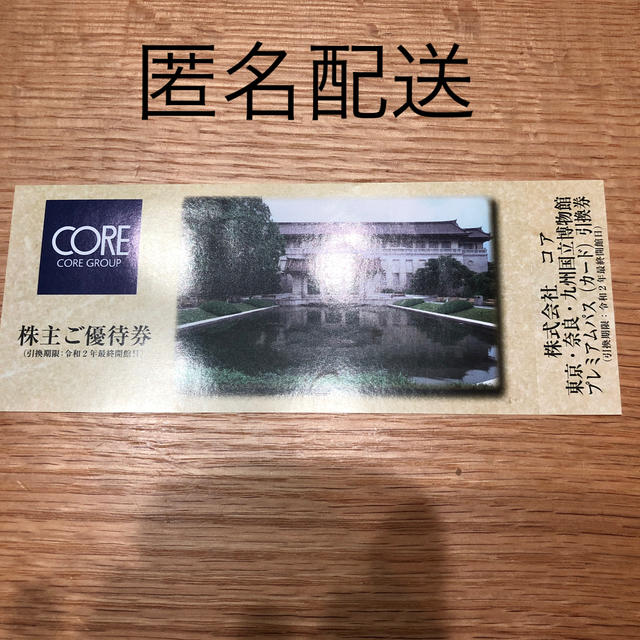 匿名配送
CORE
CORE GROUP
株主ご優待券
(引換期限:令和2年最終開館日)
株式会社 コア
東京・奈良・九州国立博物館
プレミアムパス(カード)引換券
(引換期限:令和2年最終開館日)